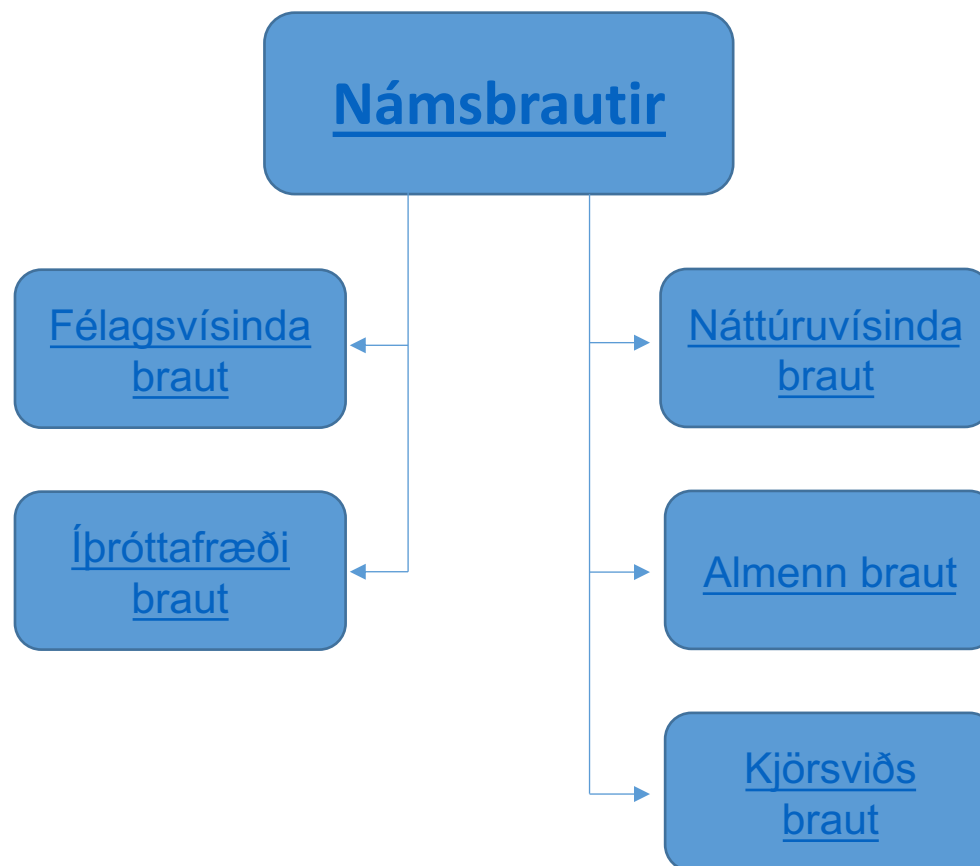 Námsbrautir
Félagsvísinda
braut
Náttúruvísinda
braut
Íþróttafræði
braut
Almenn braut
Kjörsviðs
braut